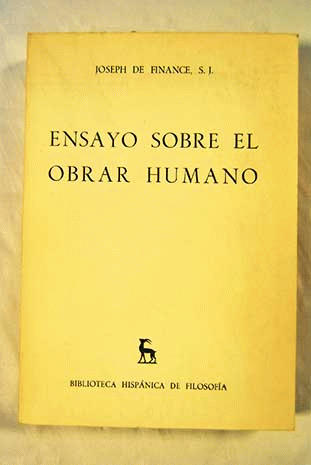 JOSEPH DE FINANCE, S. J.
ENSAYO SOBRE EL
OBRAR HUMANO
BIBLIOTECA HISPÁNICA DE FILOSOFÍA